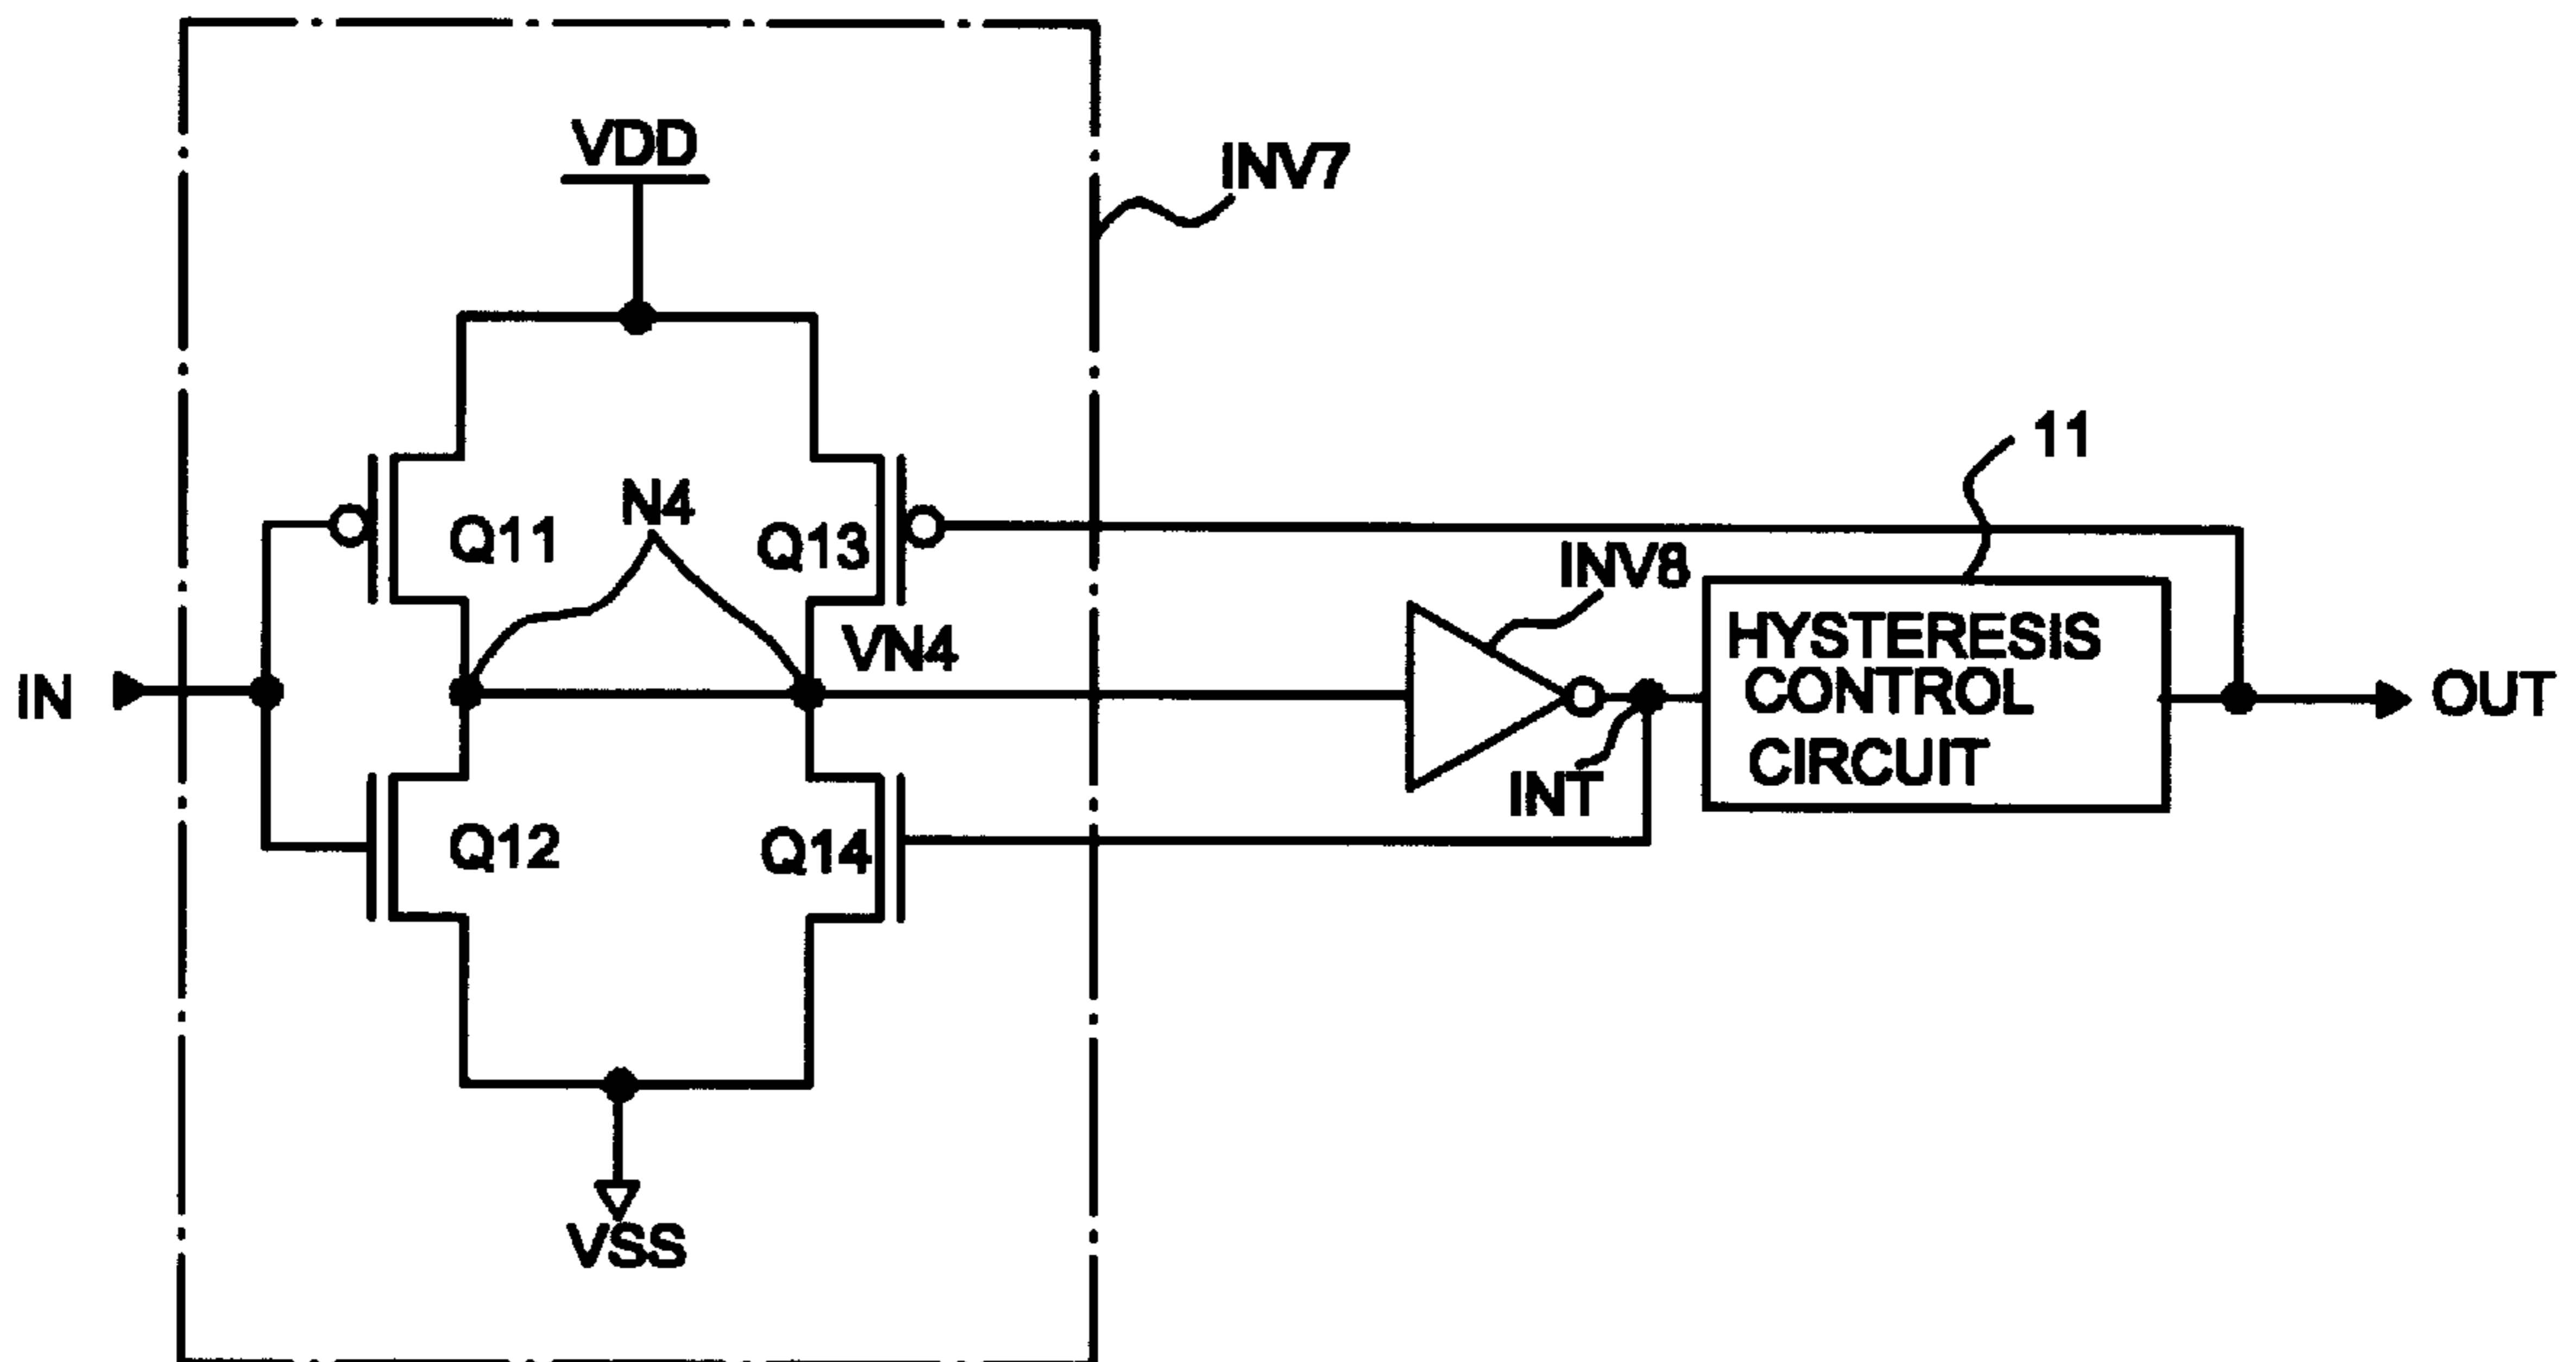 VDD
INV7
11
N4
Q11
Q13
INV8
HYSTERESIS
CONTROL
CIRCUIT
VN4
IN
OUT
INT
Q12
Q14
VSS